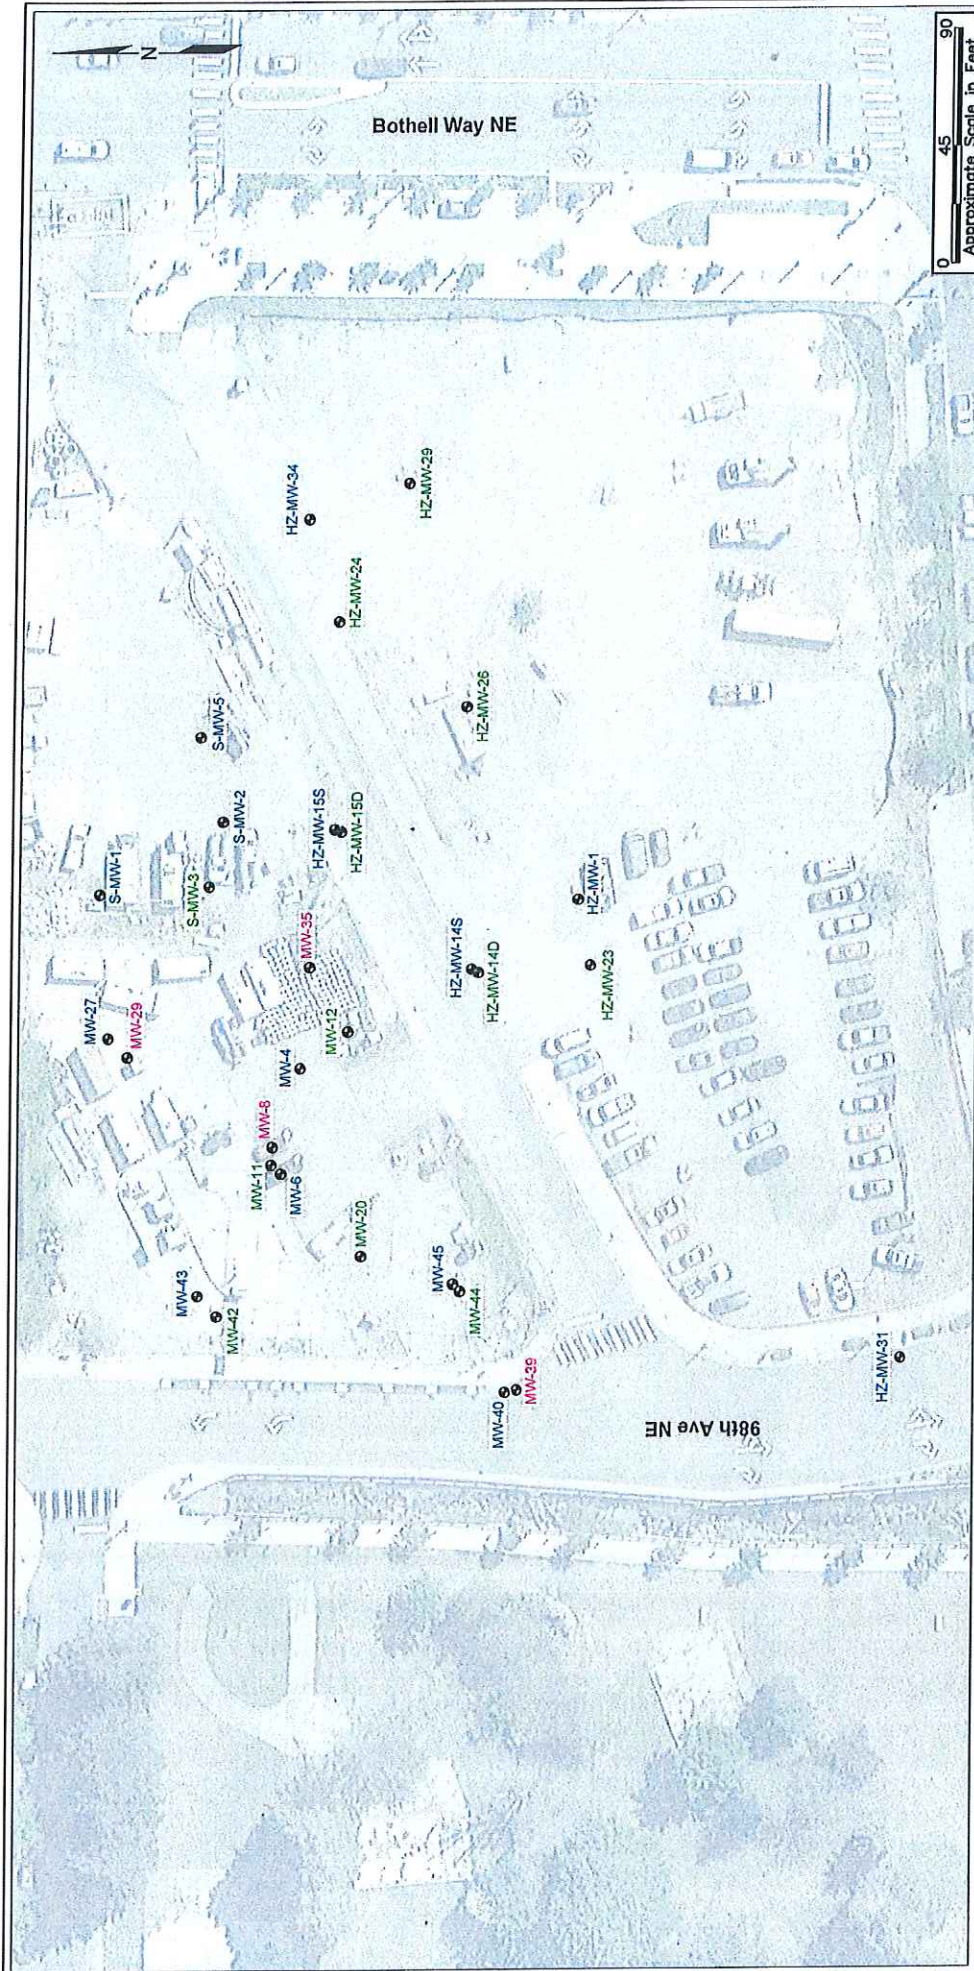 N
Bothell Way NE
0 45 90
Approximate Scale in Feet
HZ-MW-34
HZ-MW-29
HZ-MW-24
HZ-MW-26
S-MW-5
S-MW-2
S-MW-1
S-MW-3
HZ-MW-15S
HZ-MW-15D
HZ-MW-1
HZ-MW-23
HZ-MW-14S
HZ-MW-14D
MW-35
MW-12
MW-4
MW-27
MW-29
MW-8
MW-11
MW-6
MW-20
MW-45
MW-44
MW-43
MW-42
MW-40
MW-39
HZ-MW-31
98th Ave NE